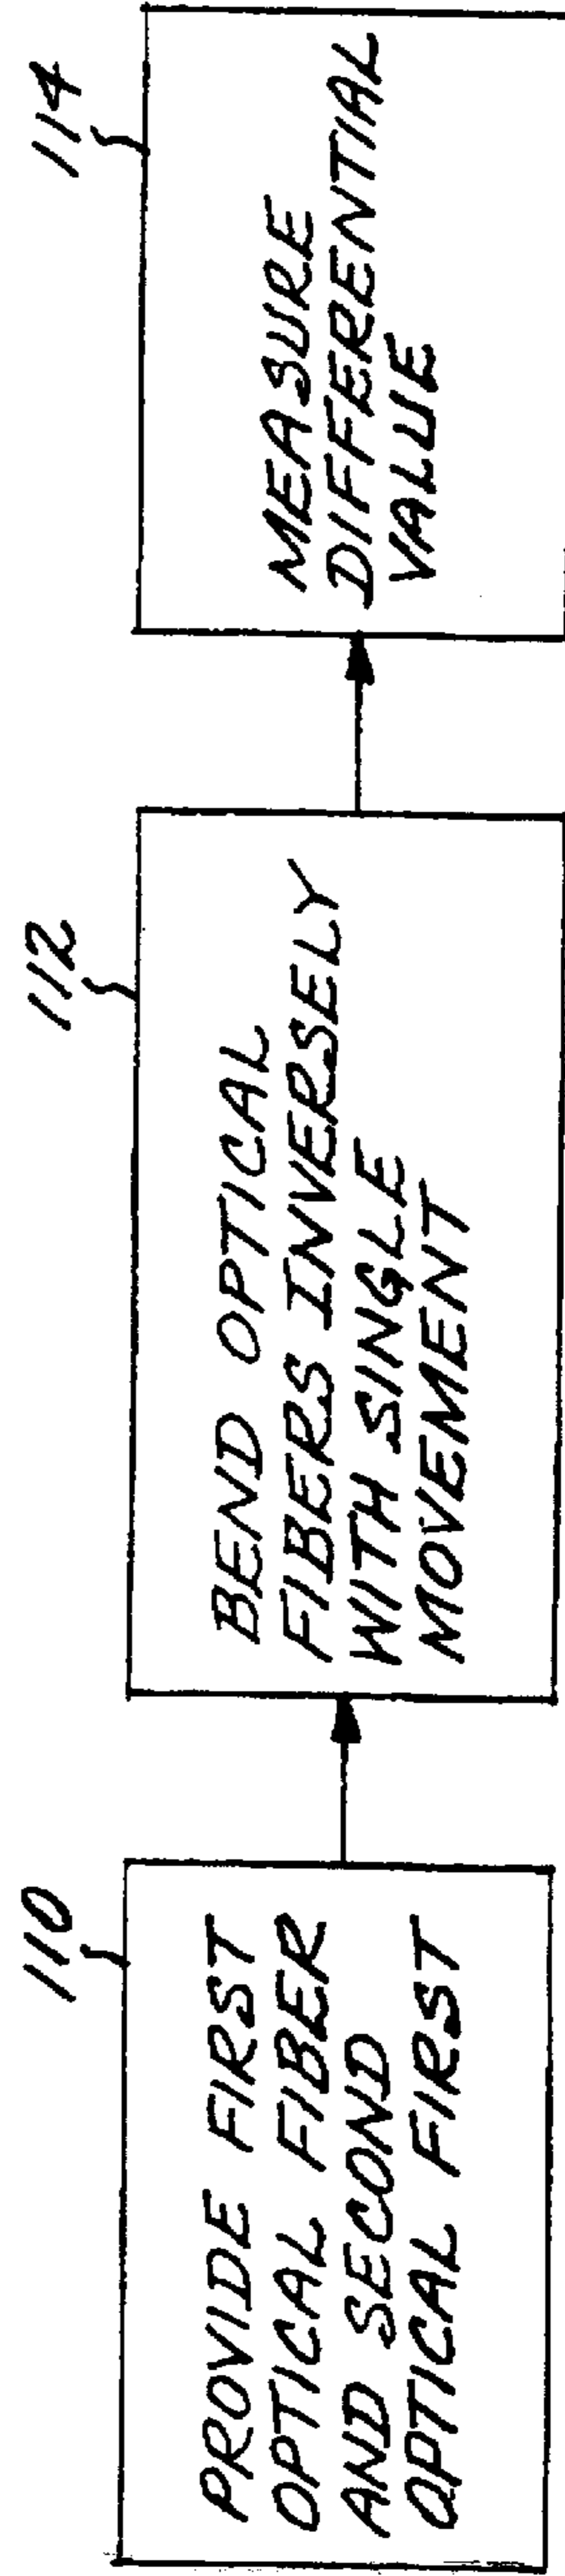 110
PROVIDE FIRST
OPTICAL FIBER
AND SECOND
OPTICAL FIRST
112
BEND OPTICAL
FIBERS INVERSELY
WITH SINGLE
MOVEMENT
114
MEASURE
DIFFERENTIAL
VALUE